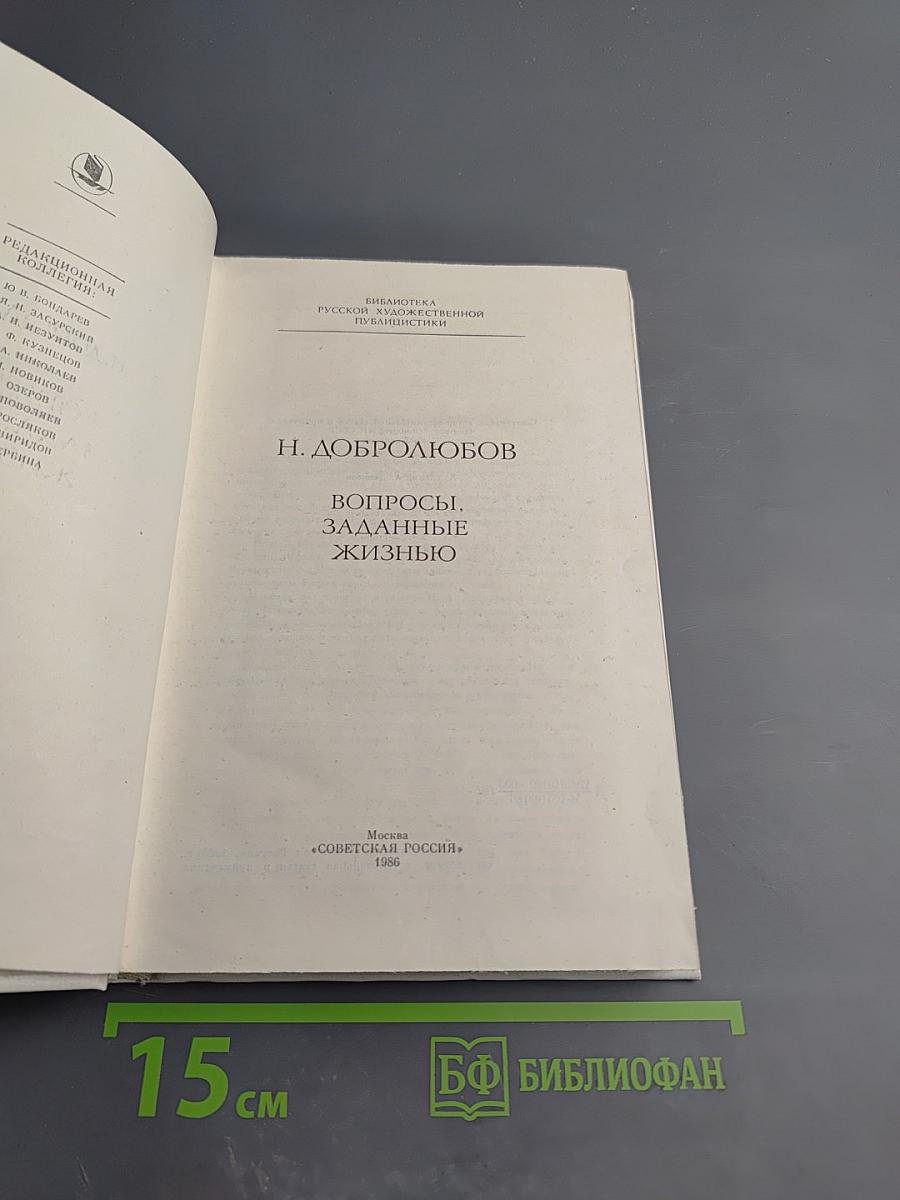 РЕДАКЦИОННАЯ
КОЛЛЕГИЯ:
Ю В. БОНДАРЕВ
Н. ЗАСУРСКИЙ
И. ИЕЗУИТОВ
Ф. КУЗНЕЦОВ
А. НИКОЛАЕВ
НОВИКОВ
ОЗЕРОВ
ПОВОЛЯЕВ
БИБЛИОТЕКА
РУССКОЙ ХУДОЖЕСТВЕННОЙ
ПУБЛИЦИСТИКИ
Н. ДОБРОЛЮБОВ
ВОПРОСЫ,
ЗАДАННЫЕ
ЖИЗНЬЮ
Москва
«СОВЕТСКАЯ РОССИЯ»
1986
15 см
БФ БИБЛИОФАН